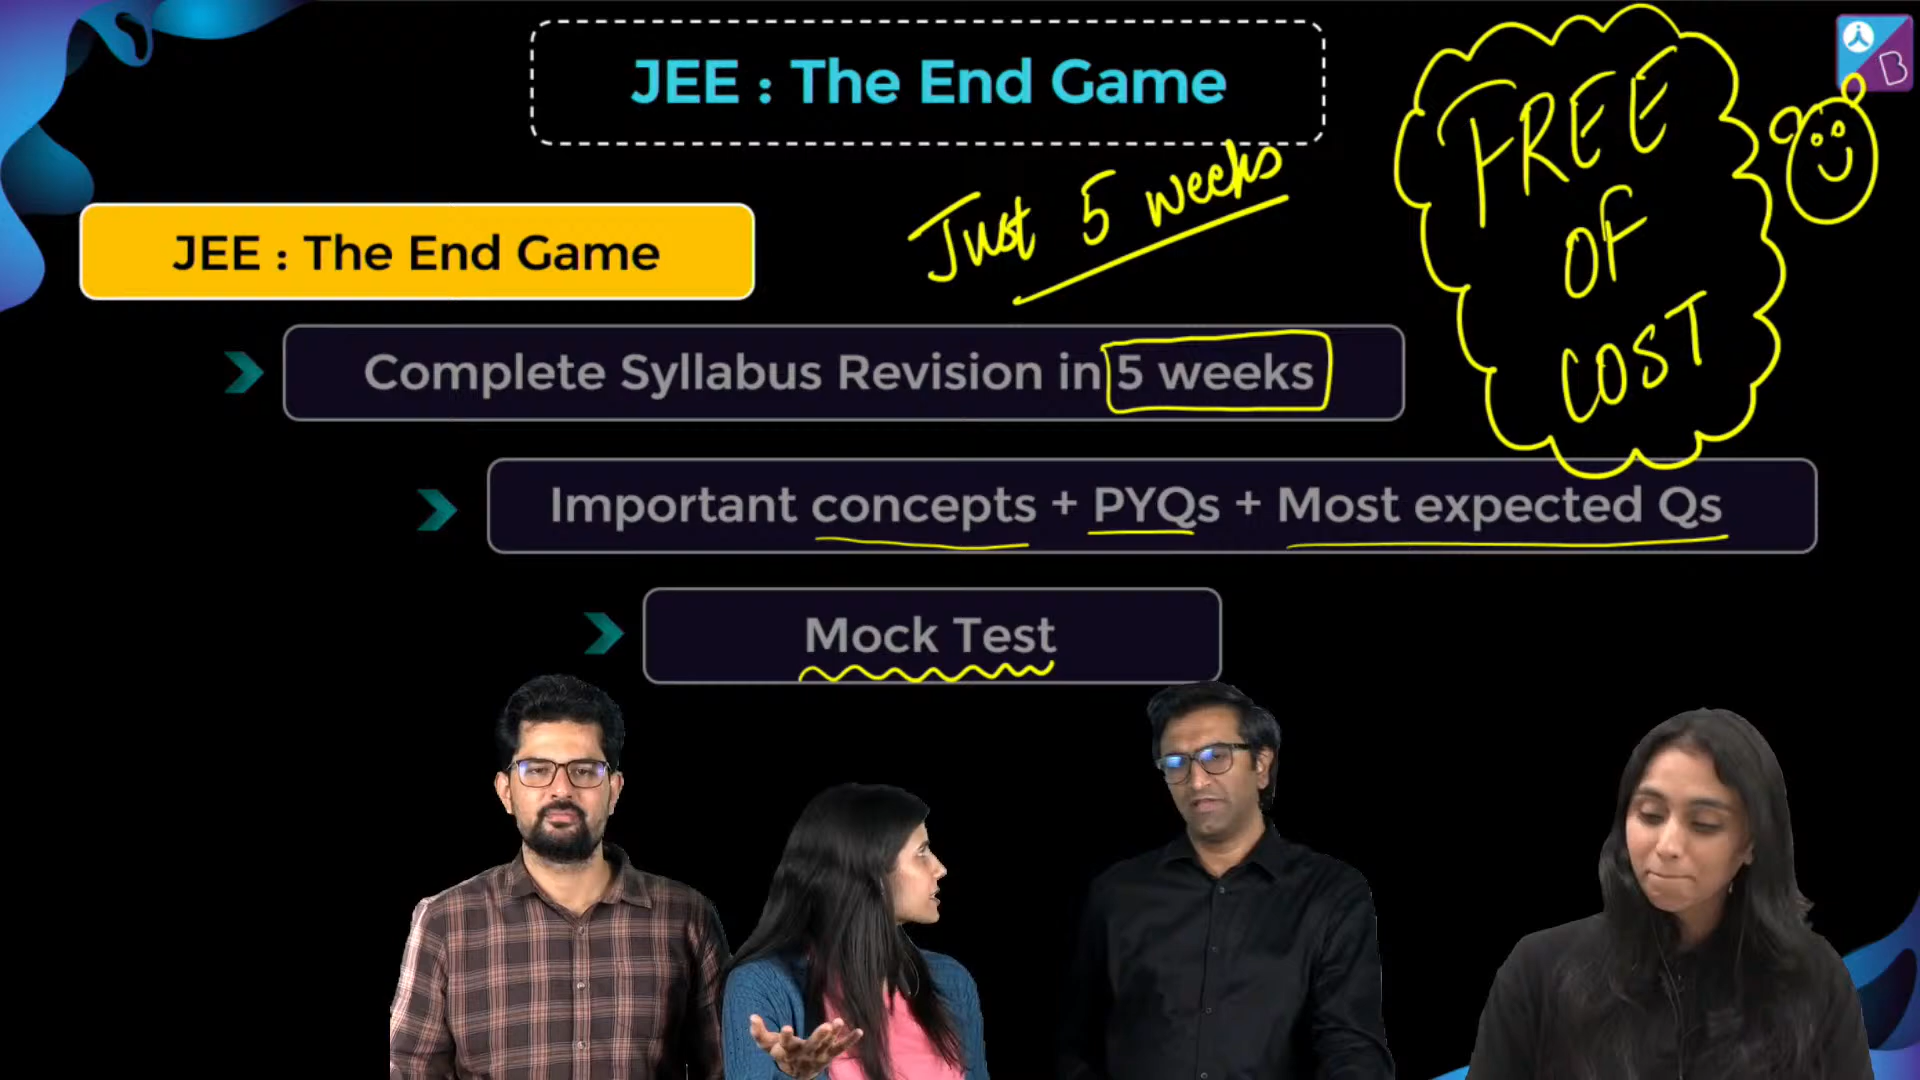 JEE : The End Game
JEE : The End Game
Just 5 weeks
FREE
OF
COST
Complete Syllabus Revision in 5 weeks
Important concepts + PYQs + Most expected Qs
Mock Test
B